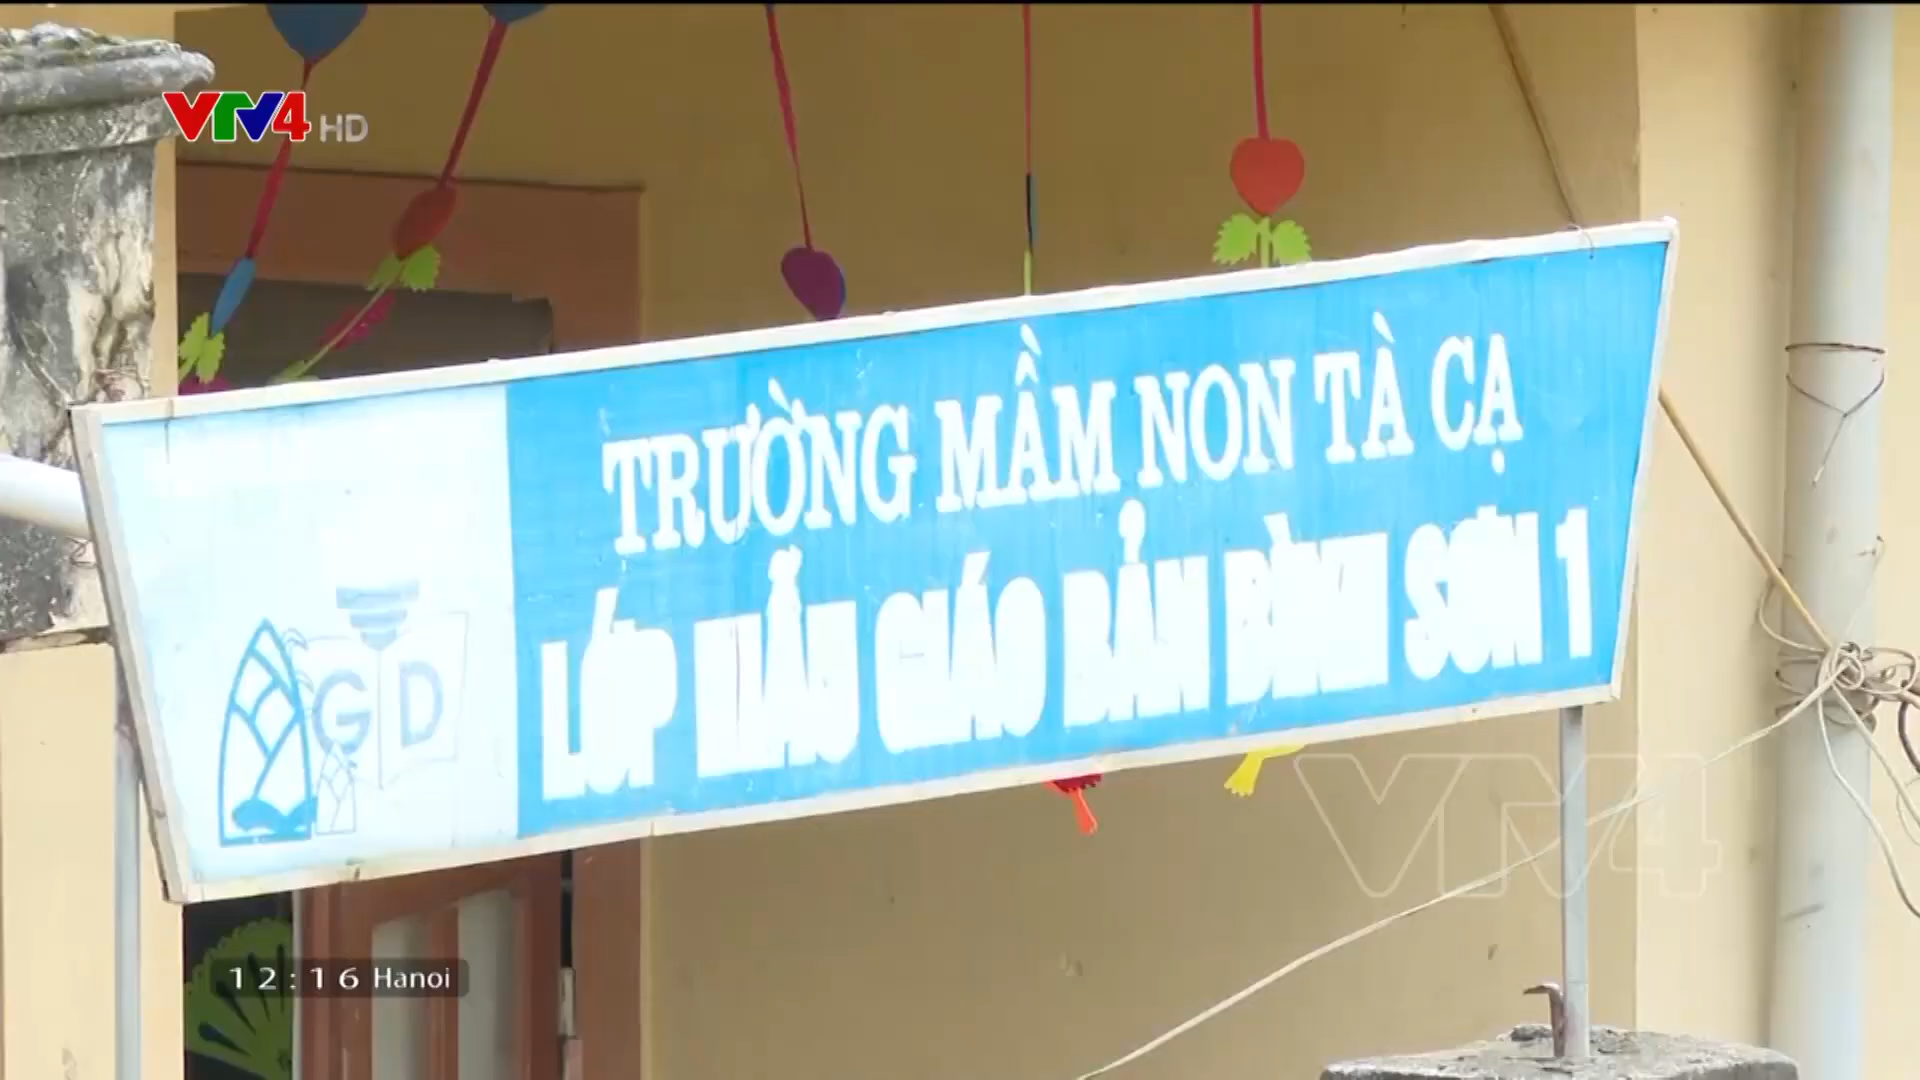 VTV4 HD
TRƯỜNG MẦM NON TÀ CẠ
LỚP MẪU GIÁO BẢN BÌNH SƠN 1
GD
VTV4
12:16 Hanoi